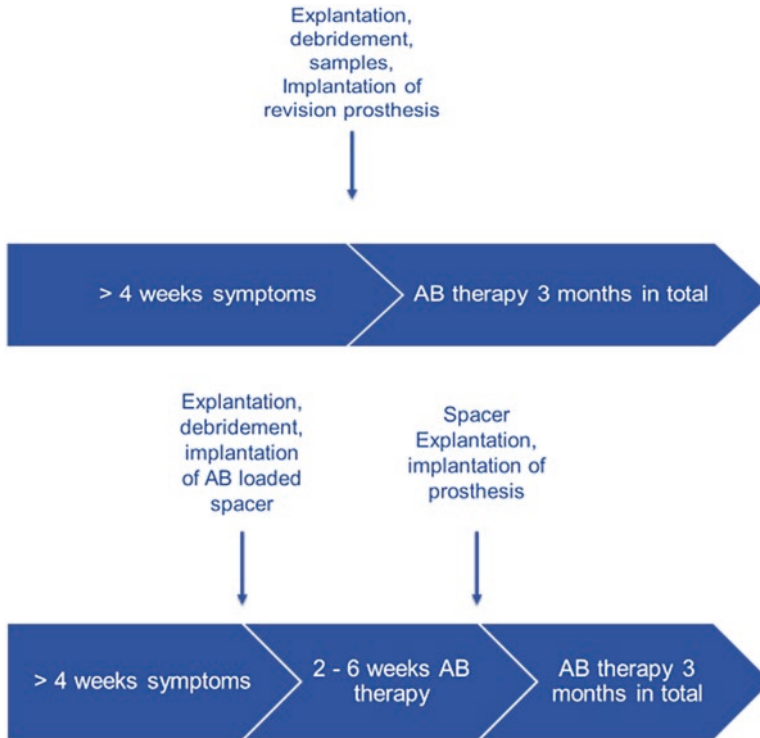 Explantation,
debridement,
samples,
Implantation of
revision prosthesis
> 4 weeks symptoms
AB therapy 3 months in total
Explantation,
debridement,
implantation
of AB loaded
spacer
Spacer
Explantation,
implantation of
prosthesis
> 4 weeks symptoms
2 - 6 weeks AB
therapy
AB therapy 3
months in total